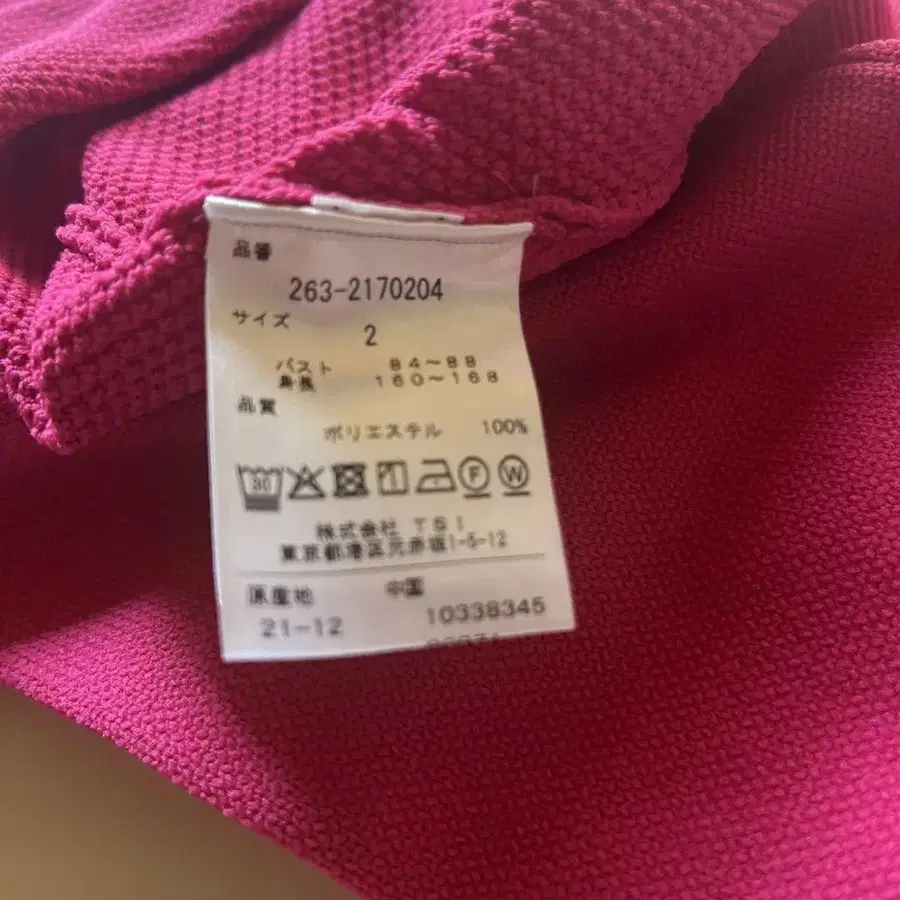 品番
263-2170204
サイズ
2
バスト 84～88
身長 160～168
品質
ポリエステル 100%
30
F W
株式会社 TSI
東京都港区元赤坂1-5-12
原産地 中国
21-12 10338345